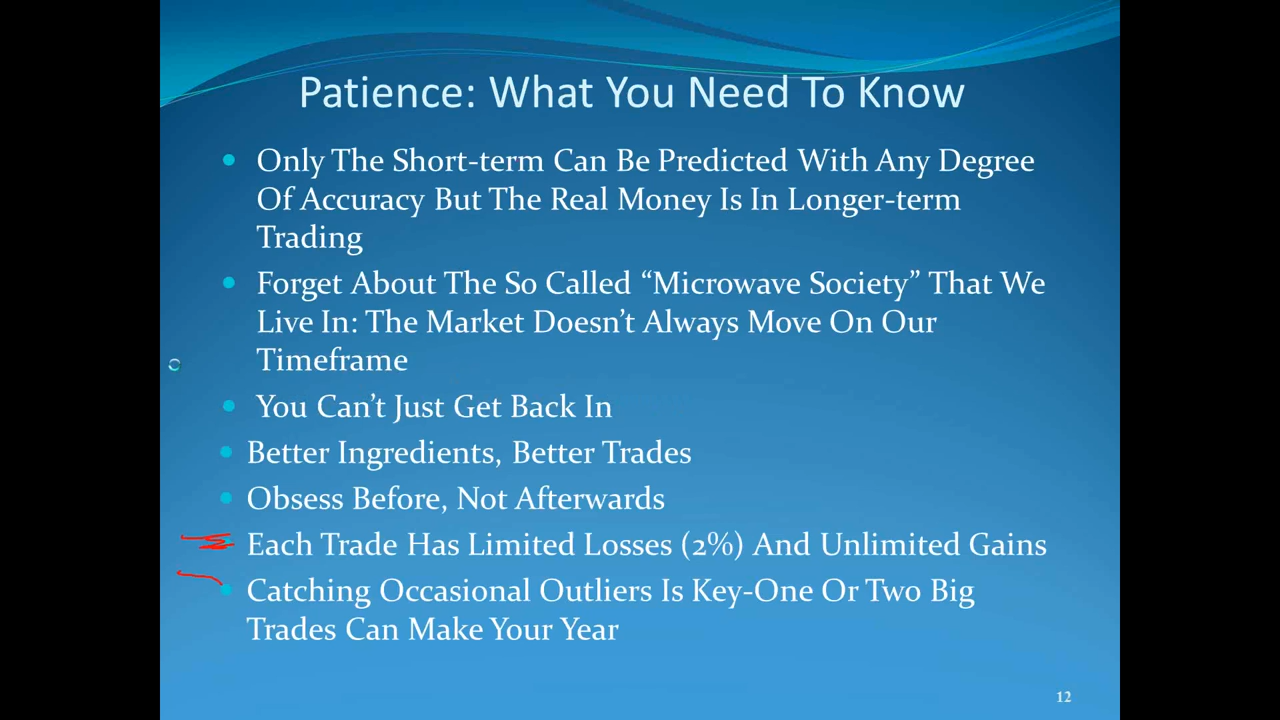 Patience: What You Need To Know
Only The Short-term Can Be Predicted With Any Degree
Of Accuracy But The Real Money Is In Longer-term
Trading
Forget About The So Called “Microwave Society” That We
Live In: The Market Doesn’t Always Move On Our
Timeframe
You Can’t Just Get Back In
Better Ingredients, Better Trades
Obsess Before, Not Afterwards
Each Trade Has Limited Losses (2%) And Unlimited Gains
Catching Occasional Outliers Is Key-One Or Two Big
Trades Can Make Your Year
12